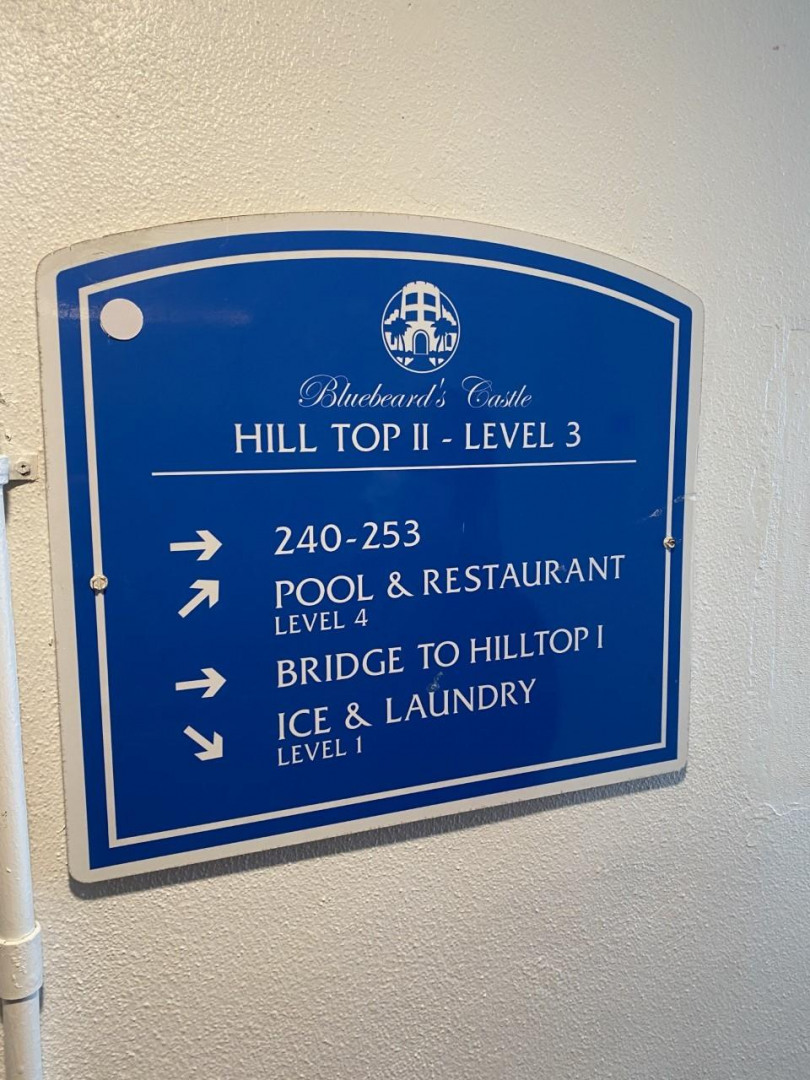 Bluebeard's Castle
HILL TOP II - LEVEL 3
240-253
POOL & RESTAURANT
LEVEL 4
BRIDGE TO HILLTOP I
ICE & LAUNDRY
LEVEL 1